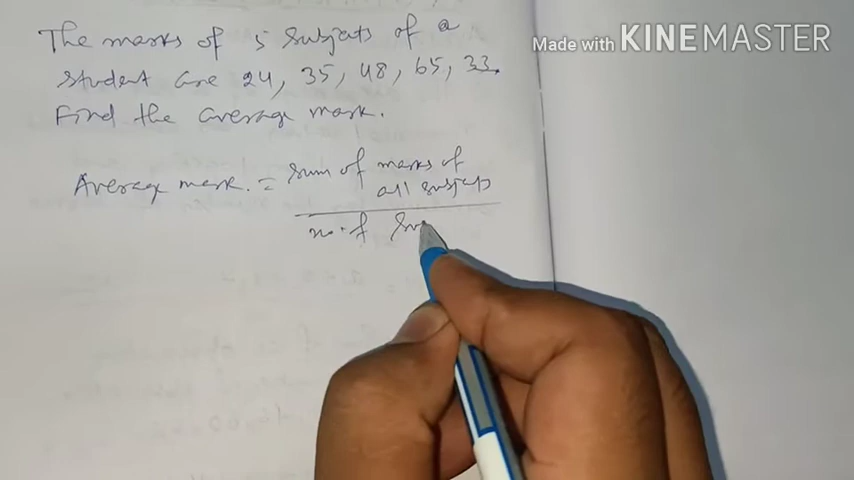 Made with KINEMASTER
The marks of 5 subjects of a
student are 24, 35, 48, 65, 33.
Find the average mark.
Average mark. = sum of marks of
all subjects
no. of Su